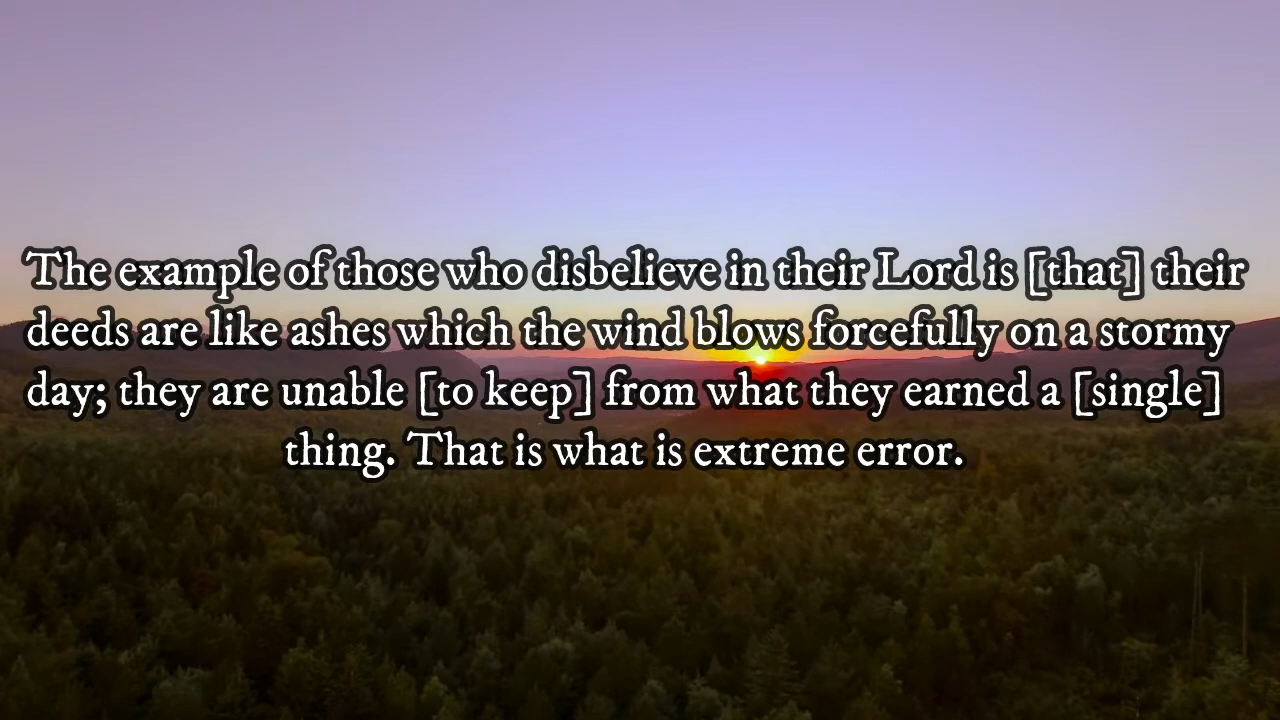 The example of those who disbelieve in their Lord is [that] their
deeds are like ashes which the wind blows forcefully on a stormy
day; they are unable [to keep] from what they earned a [single]
thing. That is what is extreme error.